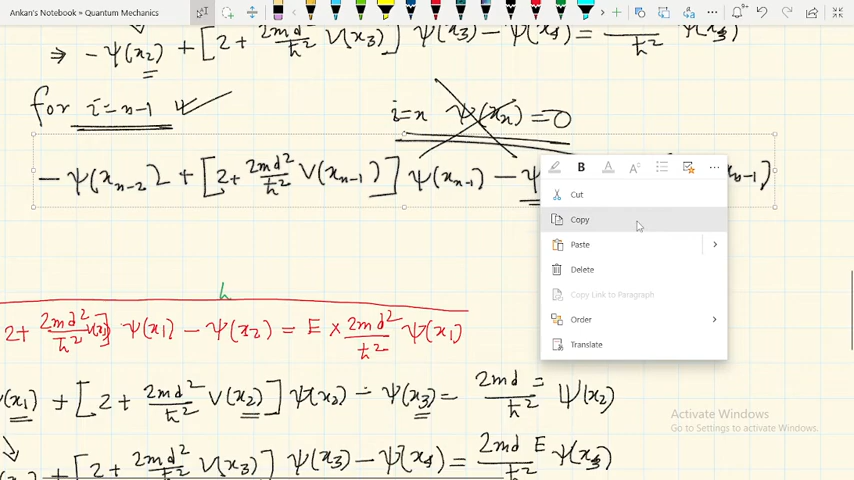 Ankan's Notebook » Quantum Mechanics
⇒ -Ψ(x₂) + [2 + 2md²/ħ² V(x₃)] Ψ(x₃) - Ψ(x₄) = /ħ² Ψ(x₃)
for i=n-1 i=n Ψ(xₙ) = 0
-Ψ(xₙ₋₂) + [2 + 2md²/ħ² V(xₙ₋₁)] Ψ(xₙ₋₁) -
B A A ...
Cut
Copy
Paste
Delete
Copy Link to Paragraph
Order
Translate
h
2+ 2md²/ħ² V(x₁)] Ψ(x₁) - Ψ(x₂) = E × 2md²/ħ² Ψ(x₁)
(x₁) + [2 + 2md²/ħ² V(x₂)] Ψ(x₂) - Ψ(x₃) = 2md/ħ² Ψ(x₂)
+ [2 + 2md²/ħ² V(x₃)] Ψ(x₃) - Ψ(x₄) = 2md E/ħ² Ψ(x₃)
Activate Windows
Go to Settings to activate Windows.